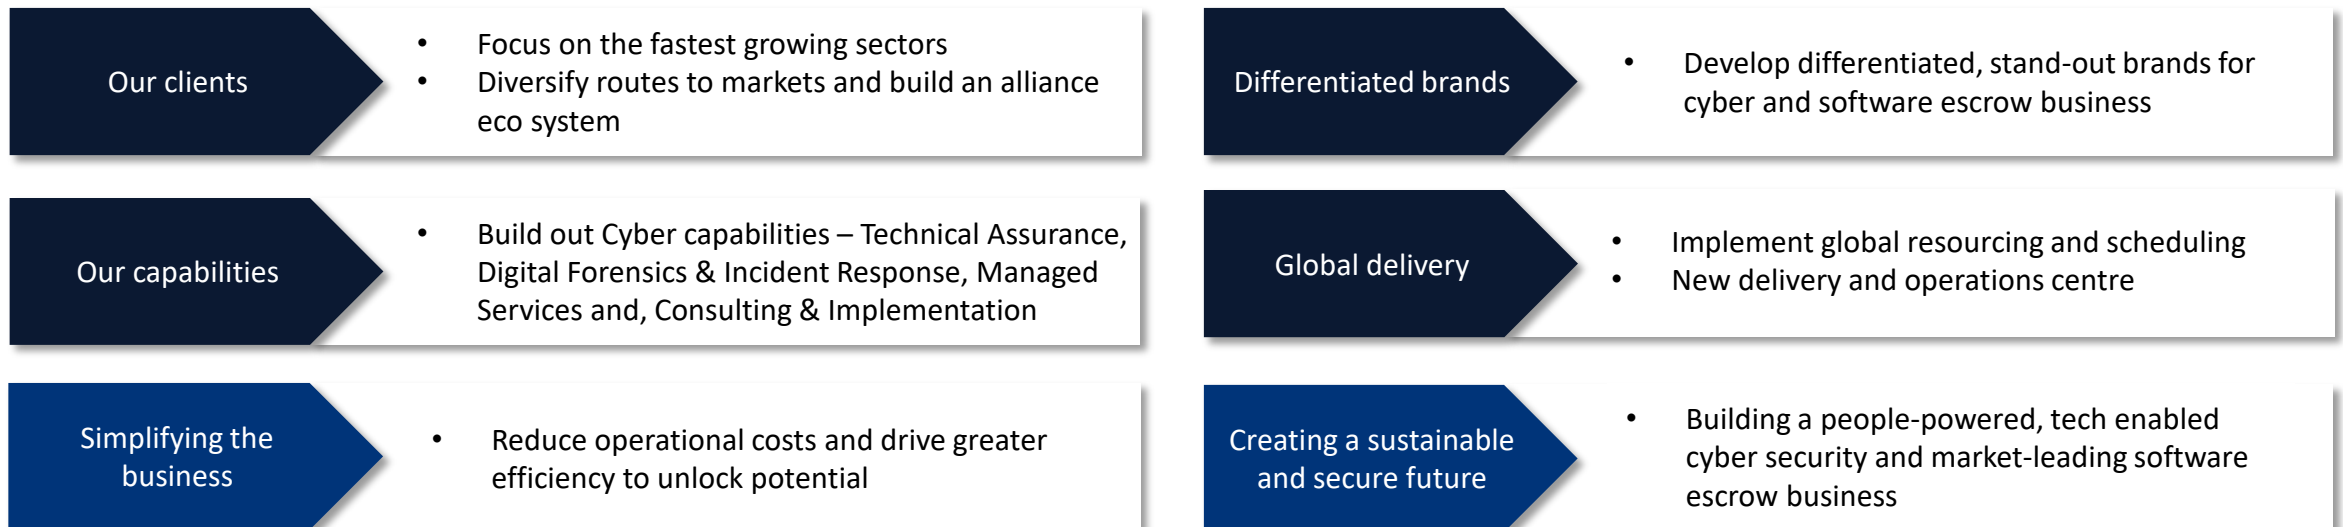 Our clients
• Focus on the fastest growing sectors
• Diversify routes to markets and build an alliance
eco system
Our capabilities
• Build out Cyber capabilities – Technical Assurance,
Digital Forensics & Incident Response, Managed
Services and, Consulting & Implementation
Simplifying the
business
• Reduce operational costs and drive greater
efficiency to unlock potential
Differentiated brands
• Develop differentiated, stand-out brands for
cyber and software escrow business
Global delivery
• Implement global resourcing and scheduling
• New delivery and operations centre
Creating a sustainable
and secure future
• Building a people-powered, tech enabled
cyber security and market-leading software
escrow business